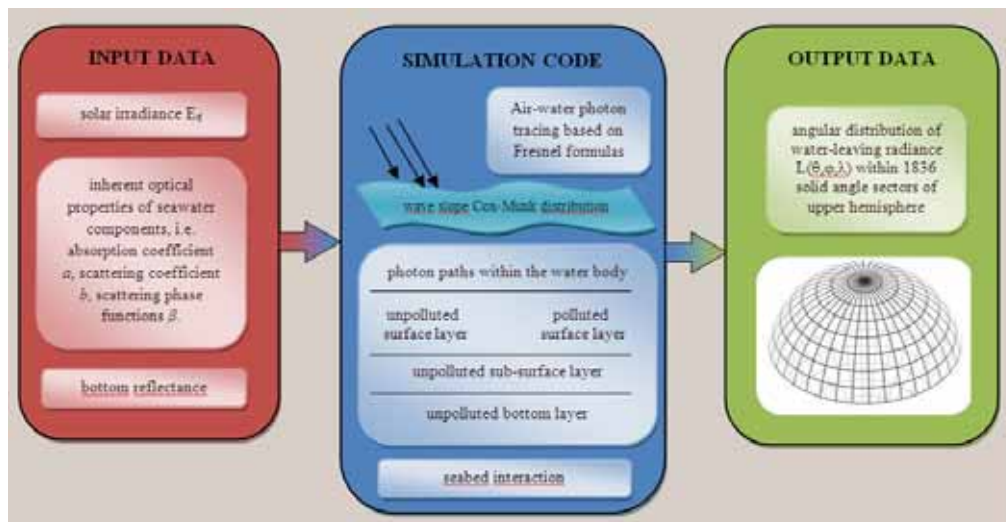 INPUT DATA
solar irradiance Ed
inherent optical
properties of seawater
components, i.e.
absorption coefficient
a, scattering coefficient
b, scattering phase
functions β.
bottom reflectance
SIMULATION CODE
Air-water photon
tracing based on
Fresnel formulas
wave slope Cox-Munk distribution
photon paths within the water body
unpolluted
surface layer
polluted
surface layer
unpolluted sub-surface layer
unpolluted bottom layer
seabed interaction
OUTPUT DATA
angular distribution of
water-leaving radiance
L(θ,φ,λ) within 1836
solid angle sectors of
upper hemisphere